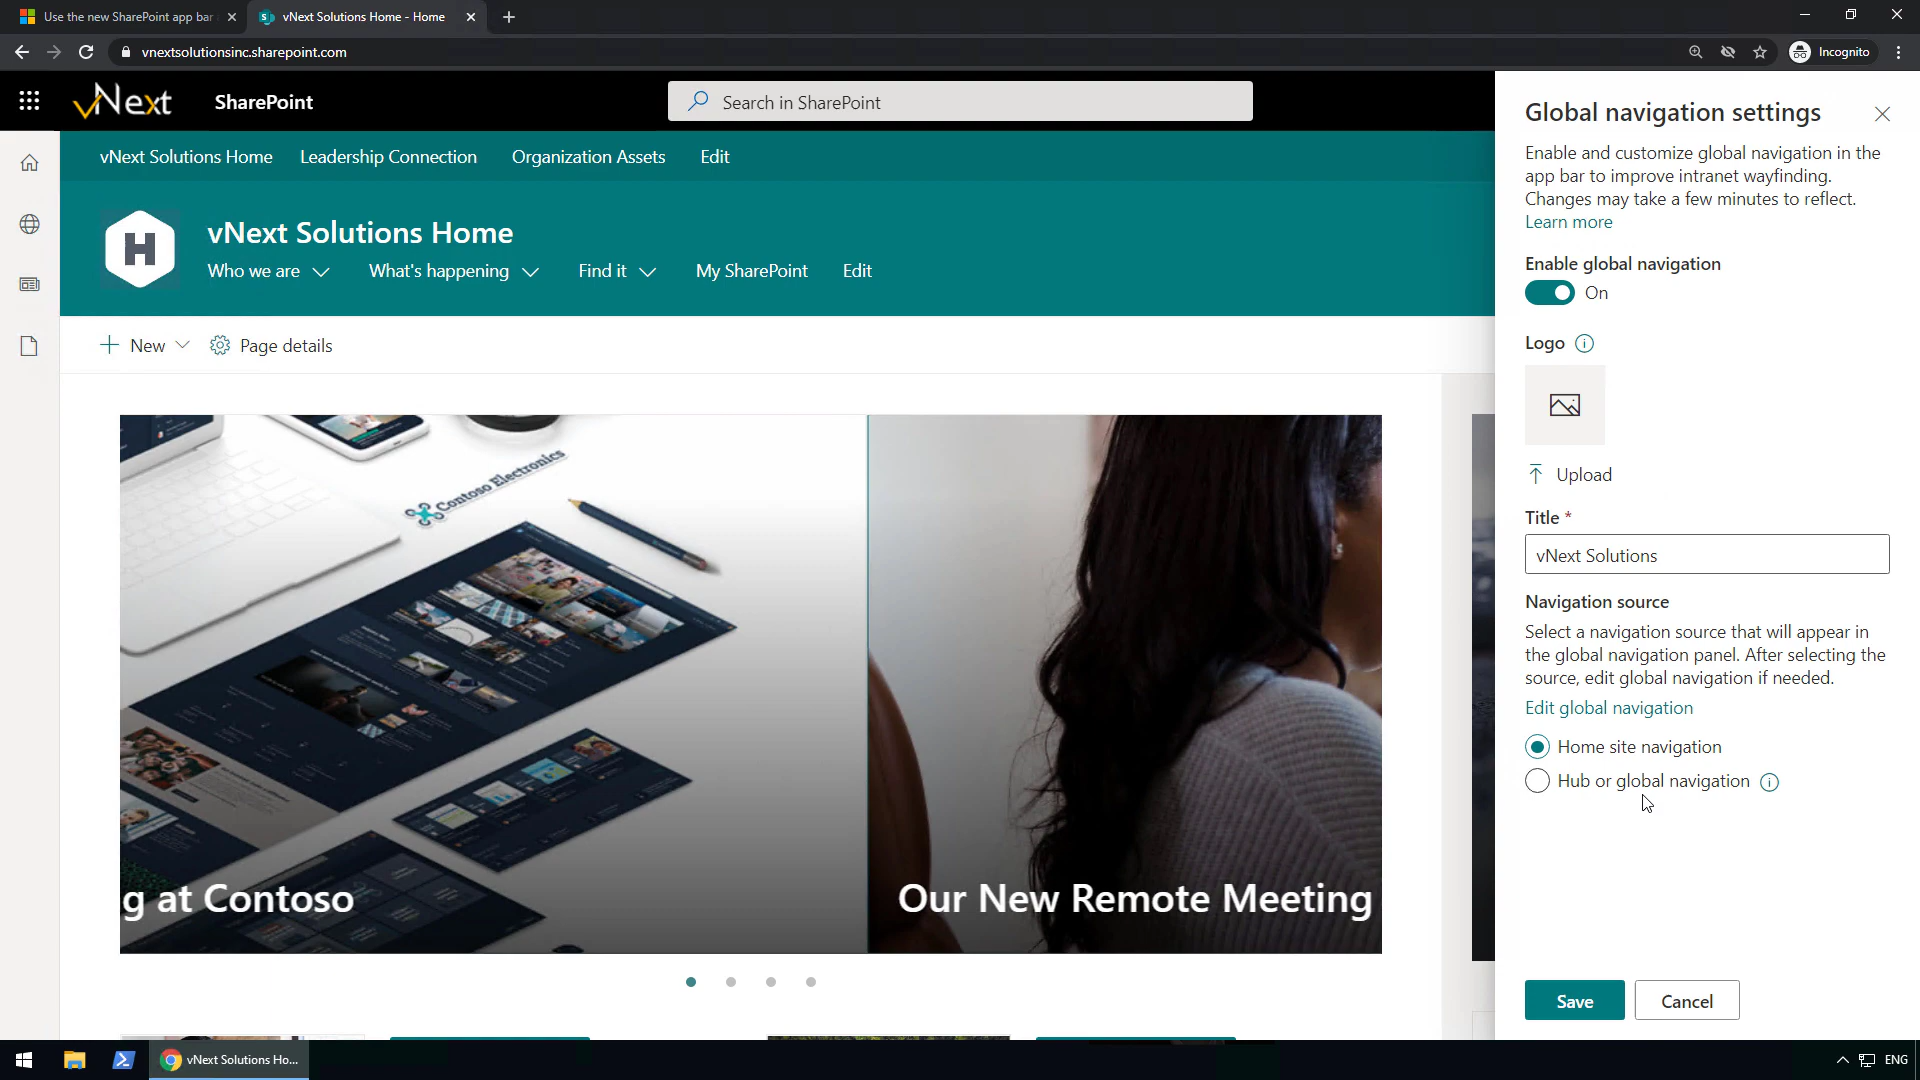 Use the new SharePoint app bar
vNext Solutions Home - Home
vnextsolutionsinc.sharepoint.com
Incognito
vNext
SharePoint
Search in SharePoint
vNext Solutions Home
Leadership Connection
Organization Assets
Edit
H
vNext Solutions Home
Who we are
What's happening
Find it
My SharePoint
Edit
New
Page details
Contoso Electronics
g at Contoso
Our New Remote Meeting
Global navigation settings
Enable and customize global navigation in the
app bar to improve intranet wayfinding.
Changes may take a few minutes to reflect.
Learn more
Enable global navigation
On
Logo
Upload
Title *
vNext Solutions
Navigation source
Select a navigation source that will appear in
the global navigation panel. After selecting the
source, edit global navigation if needed.
Edit global navigation
Home site navigation
Hub or global navigation
Save
Cancel
vNext Solutions Ho...
ENG